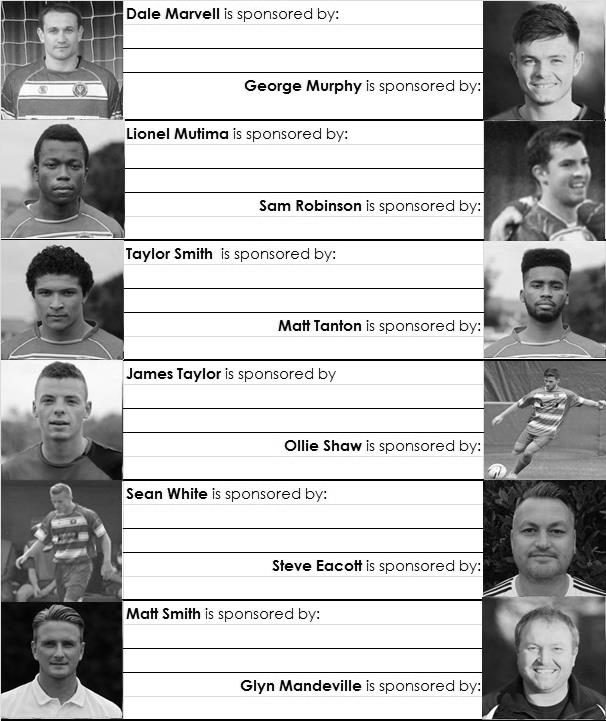 Dale Marvell is sponsored by:
George Murphy is sponsored by:
Lionel Mutima is sponsored by:
Sam Robinson is sponsored by:
Taylor Smith is sponsored by:
Matt Tanton is sponsored by:
James Taylor is sponsored by
Ollie Shaw is sponsored by:
Sean White is sponsored by:
Steve Eacott is sponsored by:
Matt Smith is sponsored by:
Glyn Mandeville is sponsored by: